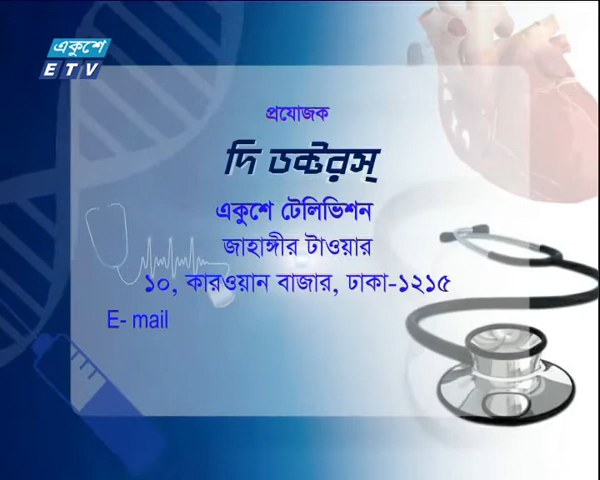 একুশে
ETV
প্রযোজক
দি ডক্টরস্
একুশে টেলিভিশন
জাহাঙ্গীর টাওয়ার
১০, কারওয়ান বাজার, ঢাকা-১২১৫
E- mail